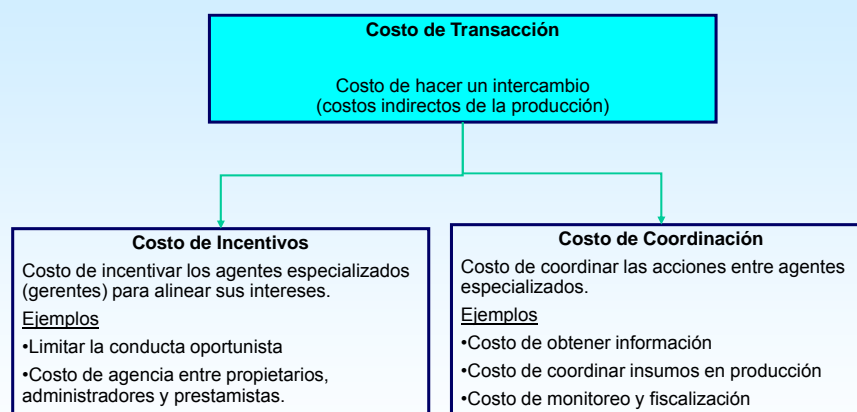 Costo de Transacción
Costo de hacer un intercambio
(costos indirectos de la producción)
Costo de Incentivos
Costo de incentivar los agentes especializados
(gerentes) para alinear sus intereses.
Ejemplos
•Limitar la conducta oportunista
•Costo de agencia entre propietarios,
administradores y prestamistas.
Costo de Coordinación
Costo de coordinar las acciones entre agentes
especializados.
Ejemplos
•Costo de obtener información
•Costo de coordinar insumos en producción
•Costo de monitoreo y fiscalización